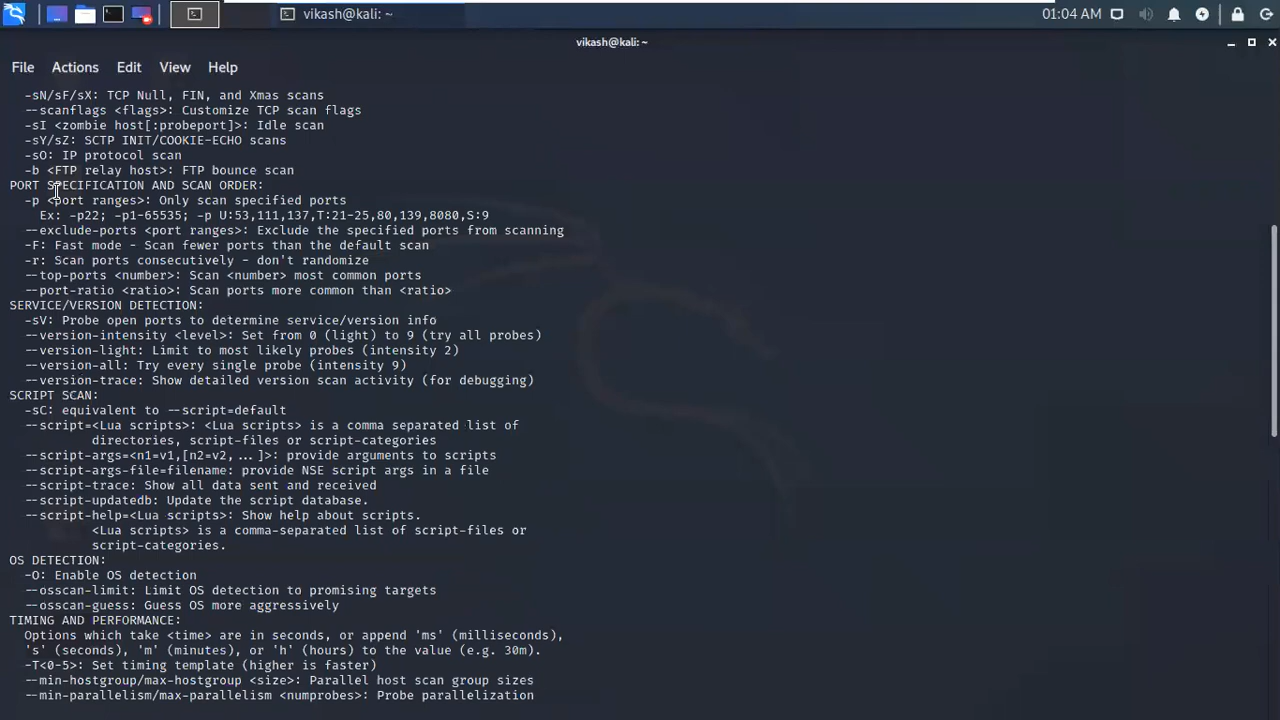 vikash@kali: ~
01:04 AM
vikash@kali: ~
File Actions Edit View Help
-sN/sF/sX: TCP Null, FIN, and Xmas scans
--scanflags <flags>: Customize TCP scan flags
-sI <zombie host[:probeport]>: Idle scan
-sY/sZ: SCTP INIT/COOKIE-ECHO scans
-sO: IP protocol scan
-b <FTP relay host>: FTP bounce scan
PORT SPECIFICATION AND SCAN ORDER:
-p <port ranges>: Only scan specified ports
Ex: -p22; -p1-65535; -p U:53,111,137,T:21-25,80,139,8080,S:9
--exclude-ports <port ranges>: Exclude the specified ports from scanning
-F: Fast mode - Scan fewer ports than the default scan
-r: Scan ports consecutively - don't randomize
--top-ports <number>: Scan <number> most common ports
--port-ratio <ratio>: Scan ports more common than <ratio>
SERVICE/VERSION DETECTION:
-sV: Probe open ports to determine service/version info
--version-intensity <level>: Set from 0 (light) to 9 (try all probes)
--version-light: Limit to most likely probes (intensity 2)
--version-all: Try every single probe (intensity 9)
--version-trace: Show detailed version scan activity (for debugging)
SCRIPT SCAN:
-sC: equivalent to --script=default
--script=<Lua scripts>: <Lua scripts> is a comma separated list of
directories, script-files or script-categories
--script-args=<n1=v1,[n2=v2,...]>: provide arguments to scripts
--script-args-file=filename: provide NSE script args in a file
--script-trace: Show all data sent and received
--script-updatedb: Update the script database.
--script-help=<Lua scripts>: Show help about scripts.
<Lua scripts> is a comma-separated list of script-files or
script-categories.
OS DETECTION:
-O: Enable OS detection
--osscan-limit: Limit OS detection to promising targets
--osscan-guess: Guess OS more aggressively
TIMING AND PERFORMANCE:
Options which take <time> are in seconds, or append 'ms' (milliseconds),
's' (seconds), 'm' (minutes), or 'h' (hours) to the value (e.g. 30m).
-T<0-5>: Set timing template (higher is faster)
--min-hostgroup/max-hostgroup <size>: Parallel host scan group sizes
--min-parallelism/max-parallelism <numprobes>: Probe parallelization